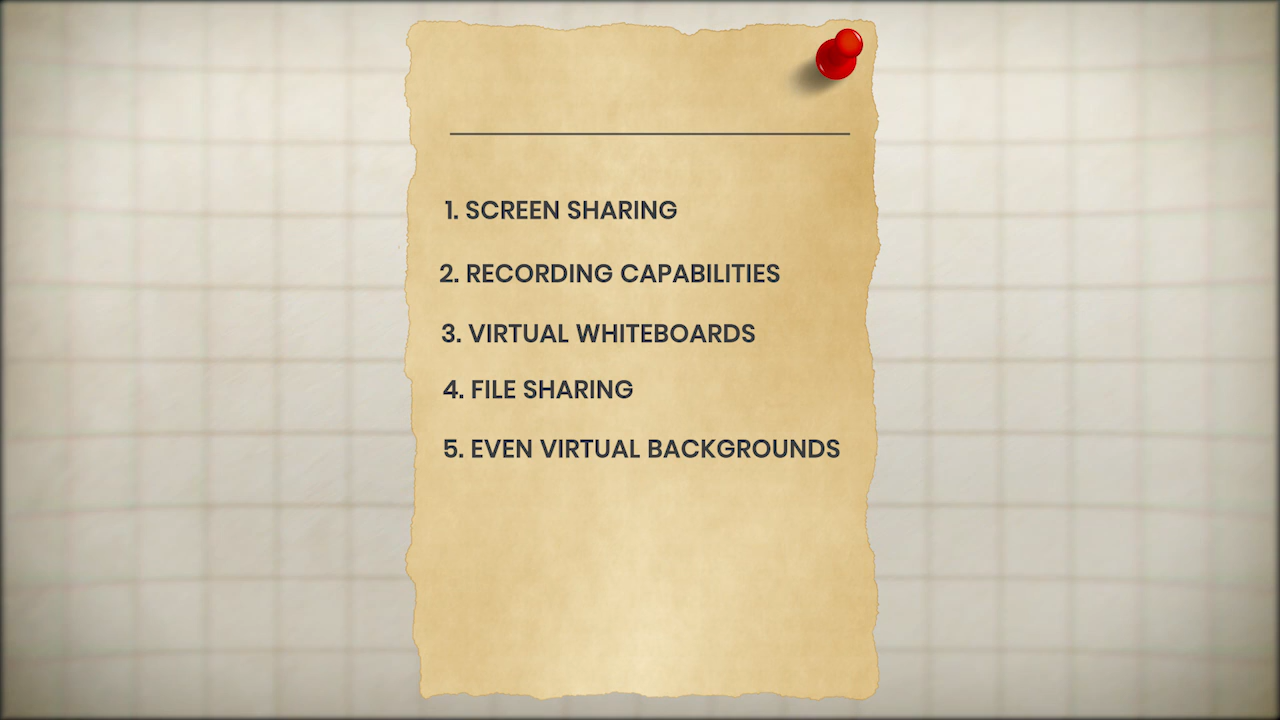 1. SCREEN SHARING
2. RECORDING CAPABILITIES
3. VIRTUAL WHITEBOARDS
4. FILE SHARING
5. EVEN VIRTUAL BACKGROUNDS